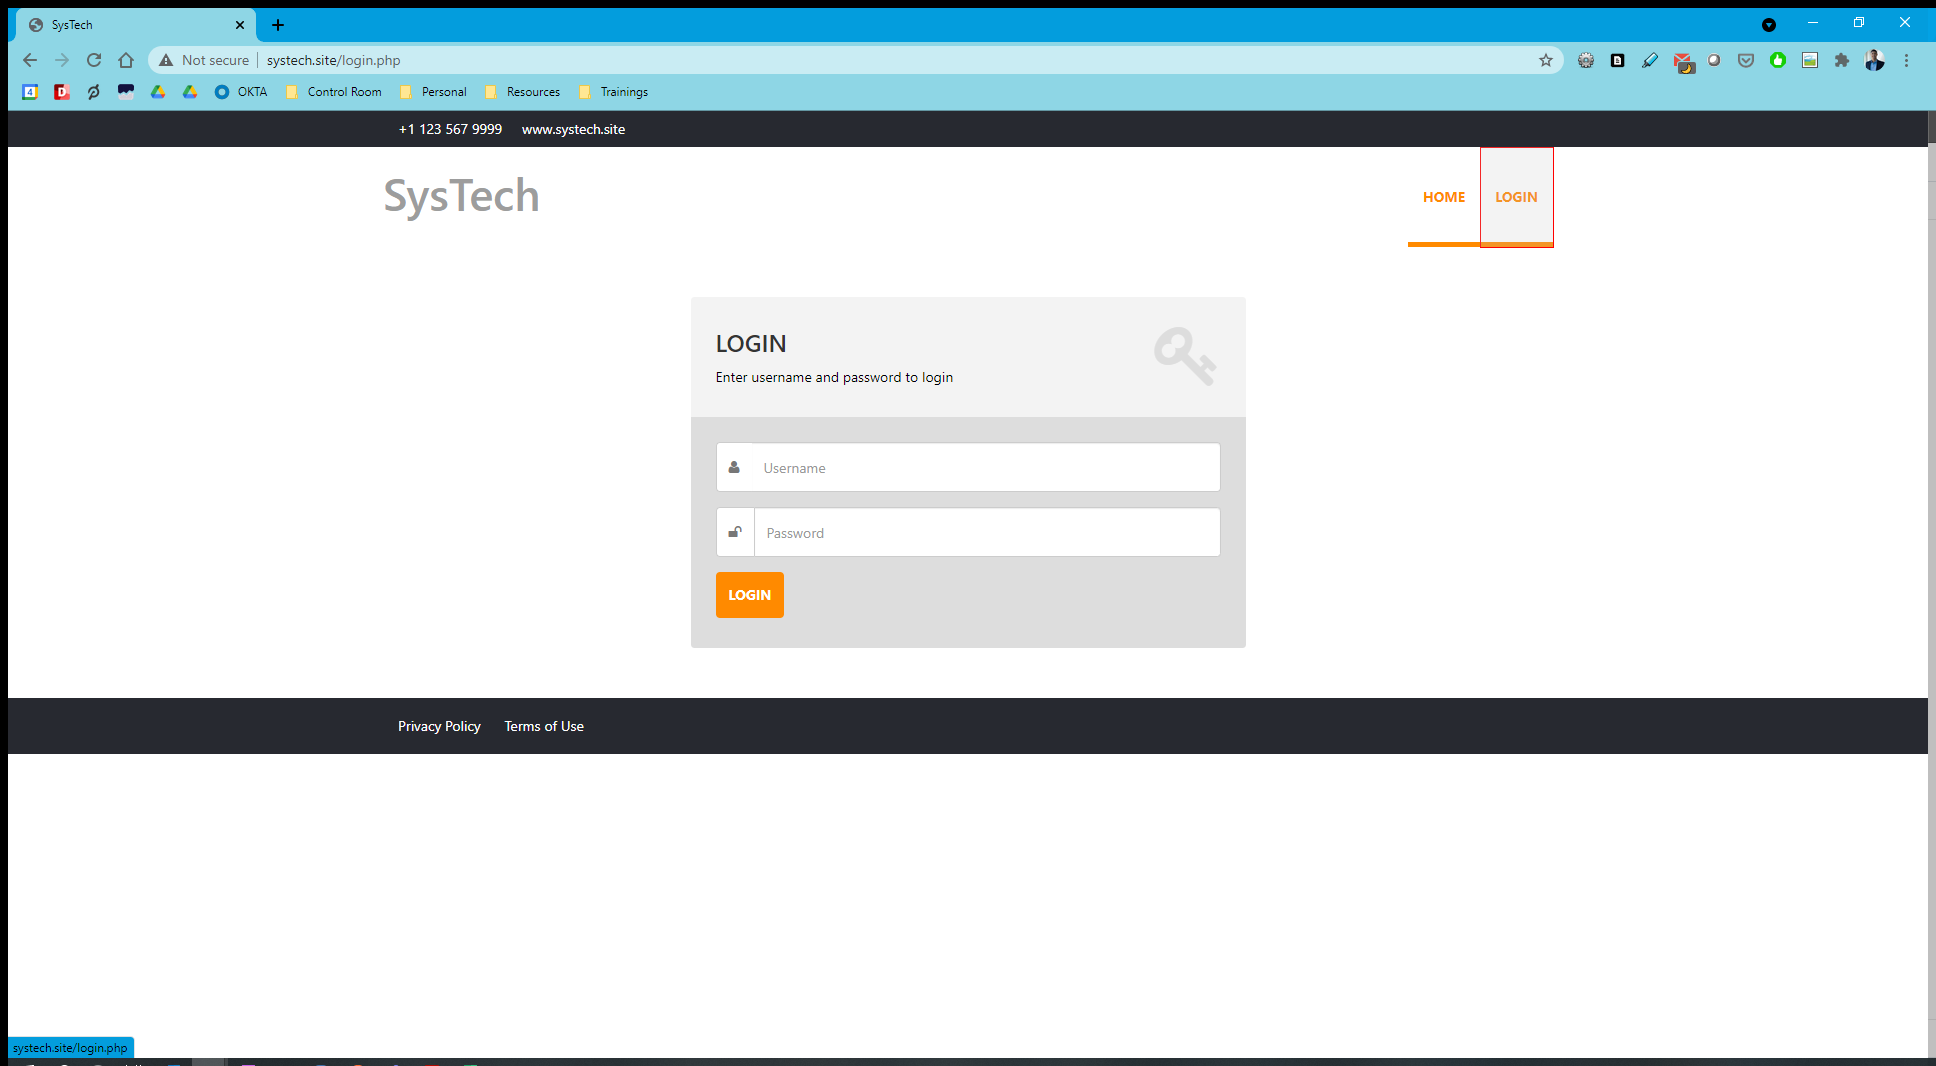 SysTech
Not secure systech.site/login.php
4 D OKTA Control Room Personal Resources Trainings
+1 123 567 9999 www.systech.site
SysTech
HOME LOGIN
LOGIN
Enter username and password to login
Username
Password
LOGIN
Privacy Policy Terms of Use
systech.site/login.php